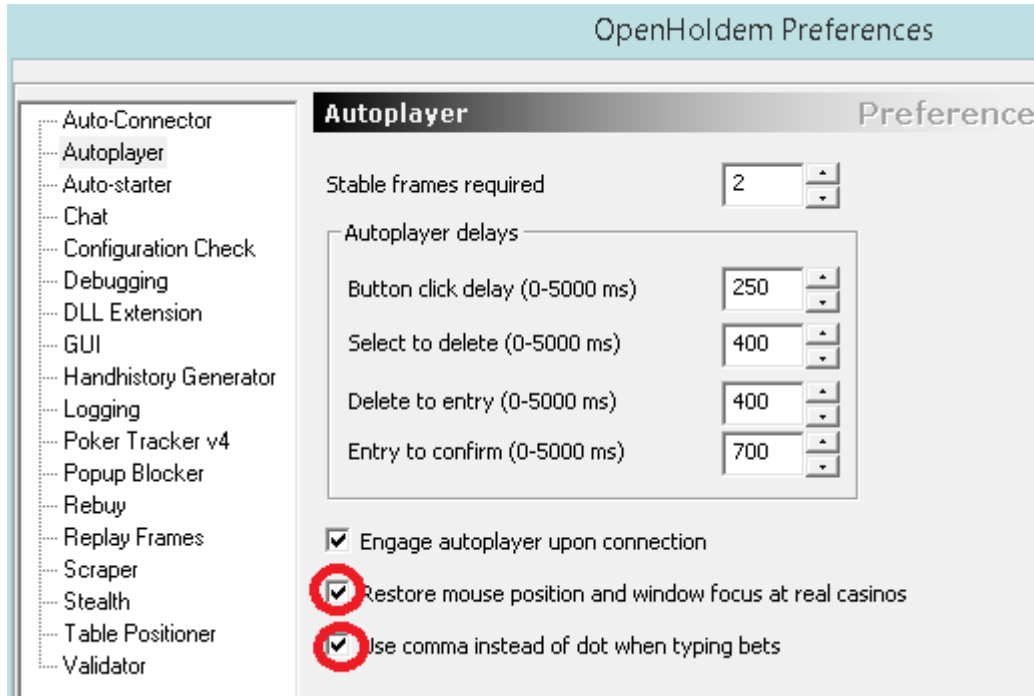 OpenHoldem Preferences
Auto-Connector
Autoplayer
Auto-starter
Chat
Configuration Check
Debugging
DLL Extension
GUI
Handhistory Generator
Logging
Poker Tracker v4
Popup Blocker
Rebuy
Replay Frames
Scraper
Stealth
Table Positioner
Validator
Autoplayer Preference
Stable frames required 2
Autoplayer delays
Button click delay (0-5000 ms) 250
Select to delete (0-5000 ms) 400
Delete to entry (0-5000 ms) 400
Entry to confirm (0-5000 ms) 700
Engage autoplayer upon connection
Restore mouse position and window focus at real casinos
Use comma instead of dot when typing bets